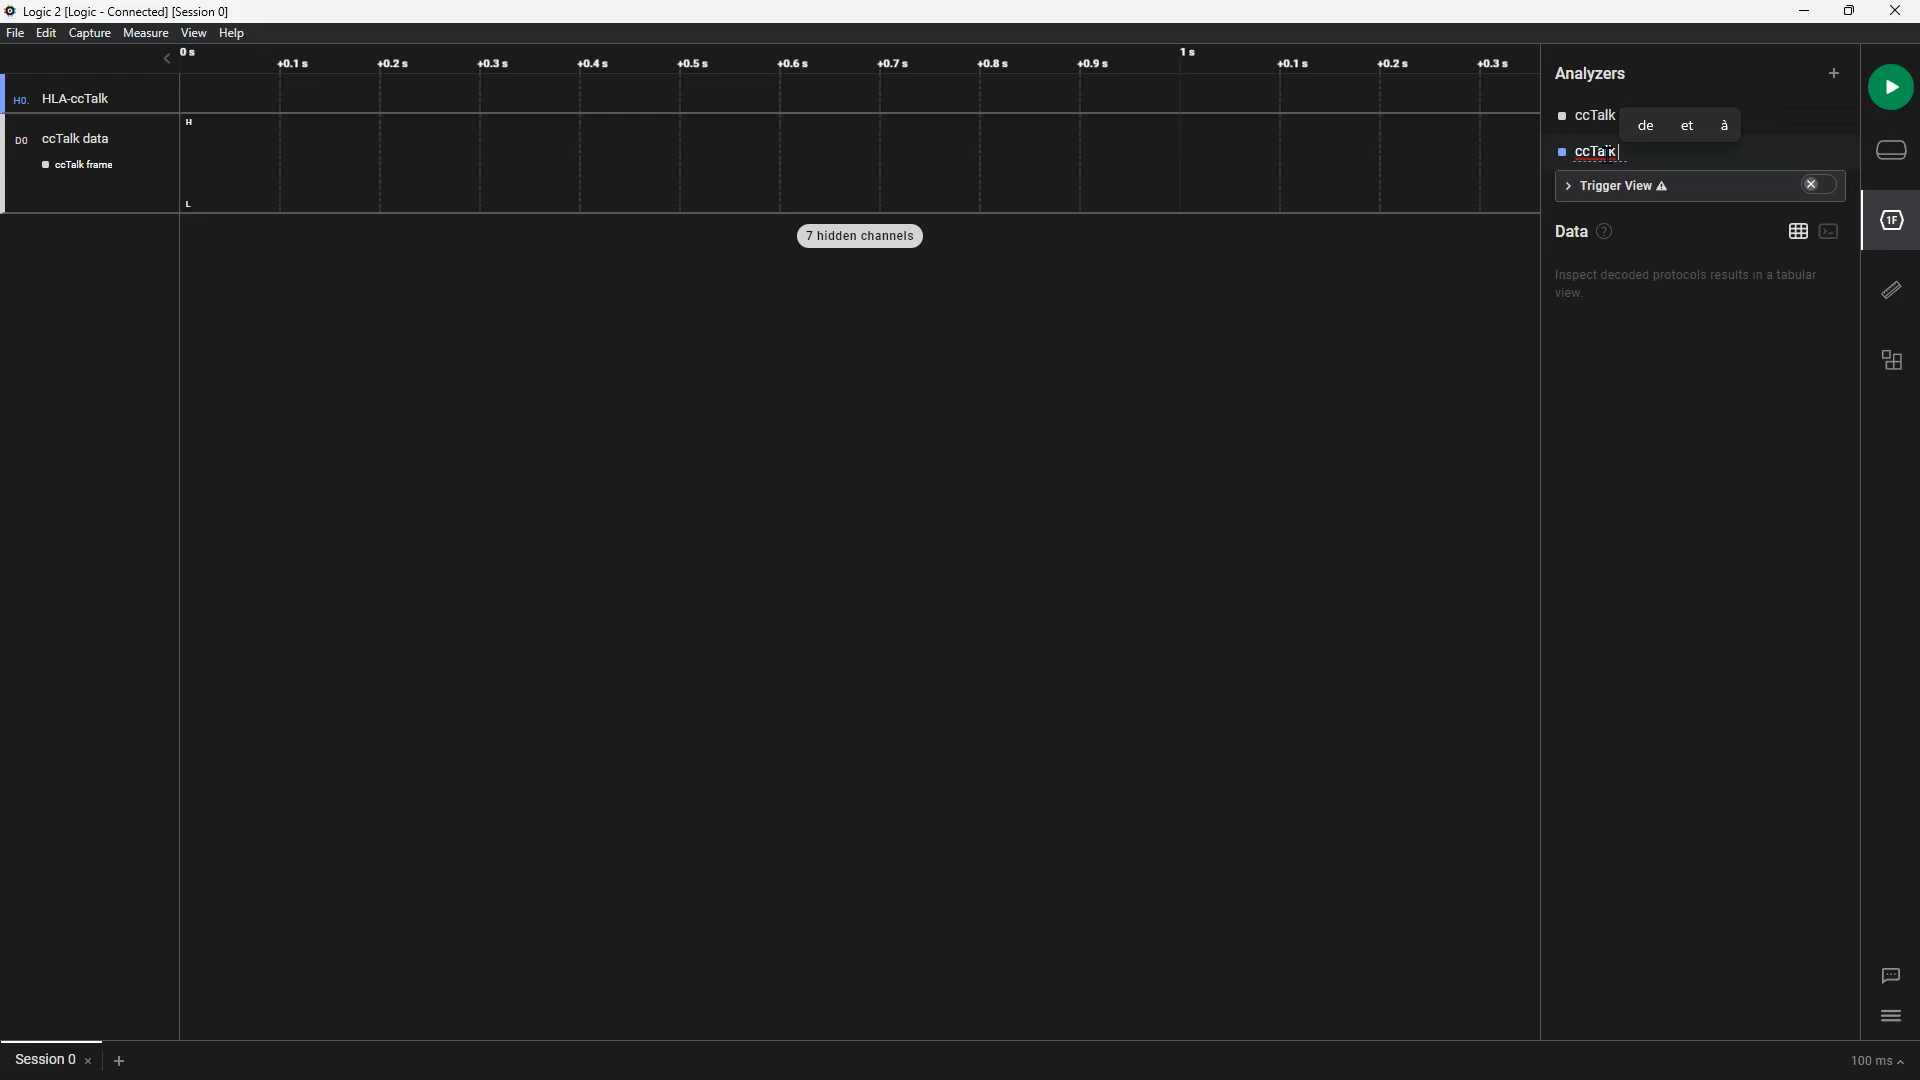 Logic 2 [Logic - Connected] [Session 0]
File Edit Capture Measure View Help
0 s
+0.1 s +0.2 s +0.3 s +0.4 s +0.5 s +0.6 s +0.7 s +0.8 s +0.9 s
1 s
+0.1 s +0.2 s +0.3 s
H0. HLA-ccTalk
D0 ccTalk data
ccTalk frame
H
L
7 hidden channels
Analyzers
ccTalk
de et à
ccTalk
Trigger View
Data
Inspect decoded protocols results in a tabular
view.
1F
Session 0
100 ms